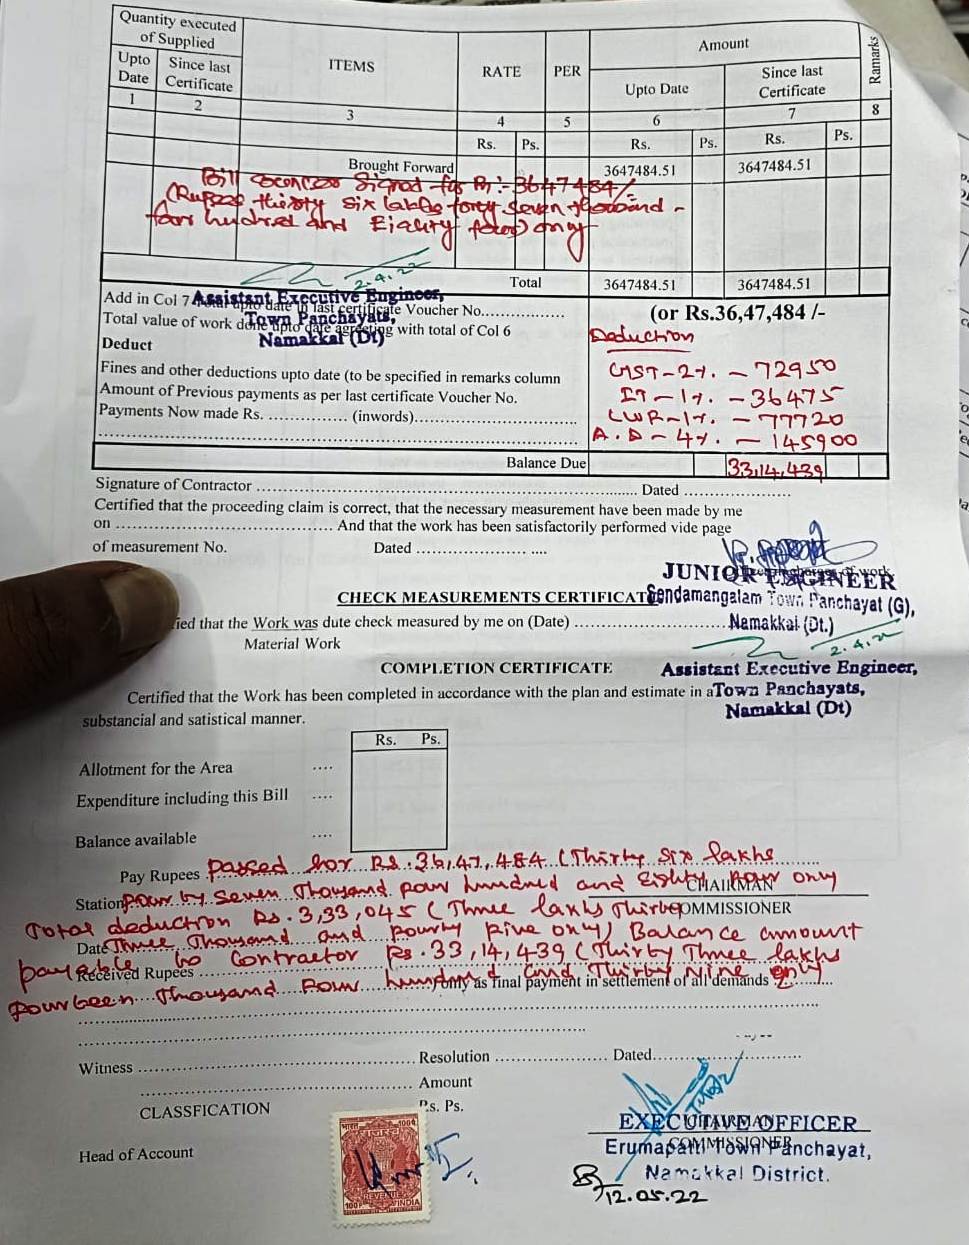 Quantity executed
of Supplied
Upto
Date
Since last
Certificate
ITEMS
RATE
PER
Amount
Upto Date
Since last
Certificate
Ramarks
1 2 3 4 5 6 7 8
Rs. Ps. Rs. Ps. Rs. Ps.
Brought Forward 3647484.51 3647484.51
Bill Signed for Rs:- 3647484/-
(Rupees thirty six lakhs forty seven thousand -
four hundred and Eighty four) only
2.4.22
Total 3647484.51 3647484.51
Add in Col 7 Total upto date in last certificate Voucher No................
Assistant Executive Engineer,
Town Panchayats,
Namakkal (Dt)
(or Rs.36,47,484 /-
Total value of work done upto date agreeting with total of Col 6
Deduct
Deduction
Fines and other deductions upto date (to be specified in remarks column
GST-2%. - 72950
Amount of Previous payments as per last certificate Voucher No.
IT-1%. - 36475
Payments Now made Rs. .............. (inwords)..............................
LWF-1%. - 77720
A.D-4%. - 145900
Balance Due 33,14,439
Signature of Contractor ............................................ Dated ....................
Certified that the proceeding claim is correct, that the necessary measurement have been made by me
on ........................................ And that the work has been satisfactorily performed vide page
of measurement No. Dated .................... ....
JUNIOR ENGINEER
Sendamangalam Town Panchayat (G),
Namakkal (Dt.)
CHECK MEASUREMENTS CERTIFICATE
ied that the Work was dute check measured by me on (Date) ..............................
Material Work
2.4.22
COMPLETION CERTIFICATE
Assistant Executive Engineer,
Town Panchayats,
Namakkal (Dt)
Certified that the Work has been completed in accordance with the plan and estimate in a
substancial and satistical manner.
Rs. Ps.
Allotment for the Area ....
Expenditure including this Bill ....
Balance available ....
Pay Rupees Passed for Rs.36,47,484 (Thirty six lakhs
Station Fourty Seven Thousand Four hundred and Eighty Four only
CHAIRMAN
Total deduction Rs.3,33,045 (Three lakhs Thirty
COMMISSIONER
Date Three Thousand and Fourty Five only) Balance amount
payable to Contractor Rs.33,14,439 (Thirty Three lakhs
Received Rupees
Fourteen Thousand Four hundred and Thirty Nine only
only as final payment in settlement of all demands
Witness ........................................ Resolution .................... Dated..............................
........................................ Amount
CLASSFICATION Rs. Ps.
EXECUTIVE OFFICER
Erumapatti Town Panchayat,
COMMISSIONER
Namakkal District.
Head of Account
12.05.22
भारत 100
REVENUE
100 INDIA